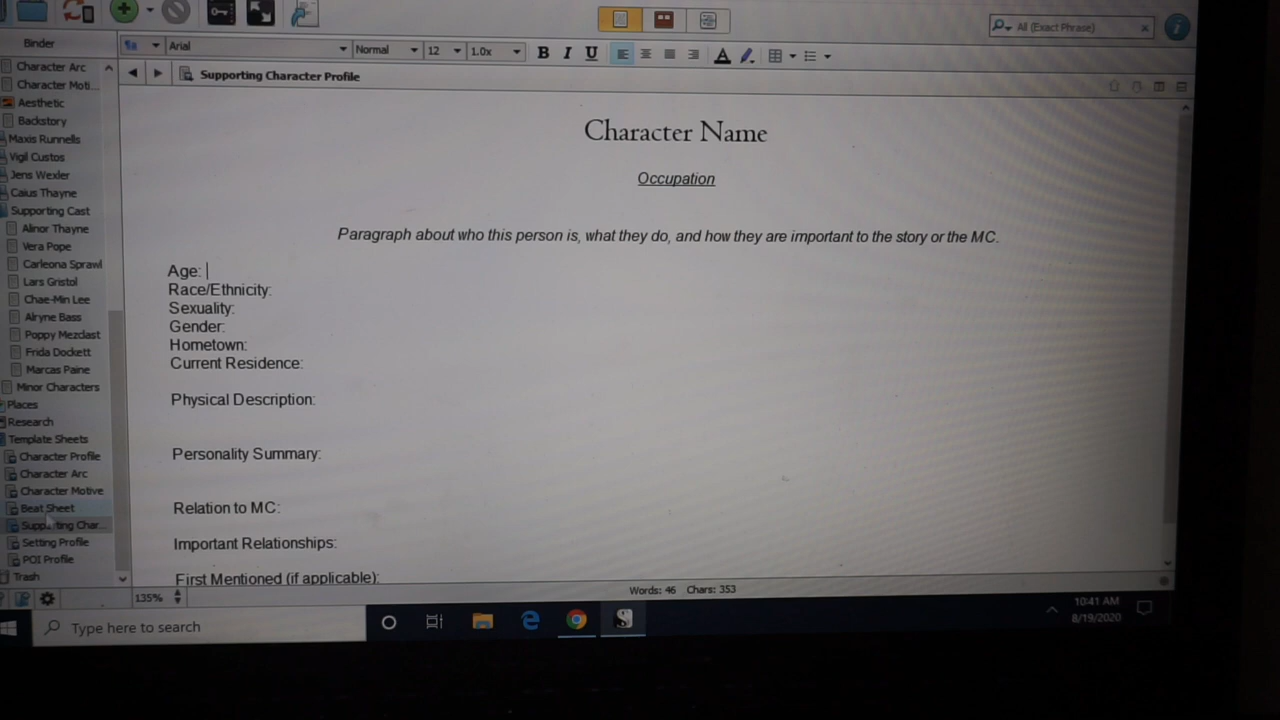 All (Exact Phrase)
Binder
Arial
Normal
12
1.0x
B I U
A
Supporting Character Profile
Character Arc
Character Moti...
Aesthetic
Backstory
Maxis Runnells
Vigil Custos
Jens Wexler
Caius Thayne
Supporting Cast
Alinor Thayne
Vera Pope
Carleona Sprawl
Lars Gristol
Chae-Min Lee
Alryne Bass
Poppy Mezdast
Frida Dockett
Marcas Paine
Minor Characters
Places
Research
Template Sheets
Character Profile
Character Arc
Character Motive
Beat Sheet
Supporting Char...
Setting Profile
POI Profile
Trash
Character Name
Occupation
Paragraph about who this person is, what they do, and how they are important to the story or the MC.
Age:
Race/Ethnicity:
Sexuality:
Gender:
Hometown:
Current Residence:
Physical Description:
Personality Summary:
Relation to MC:
Important Relationships:
First Mentioned (if applicable):
135%
Words: 46 Chars: 353
Type here to search
10:41 AM
8/19/2020